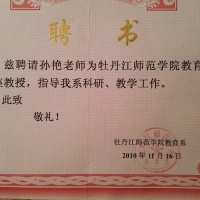 聘 书
兹聘请孙艳老师为牡丹江师范学院教育
教授，指导我系科研、教学工作。
此致
敬礼！
牡丹江师范学院教育系
2010年11月16日